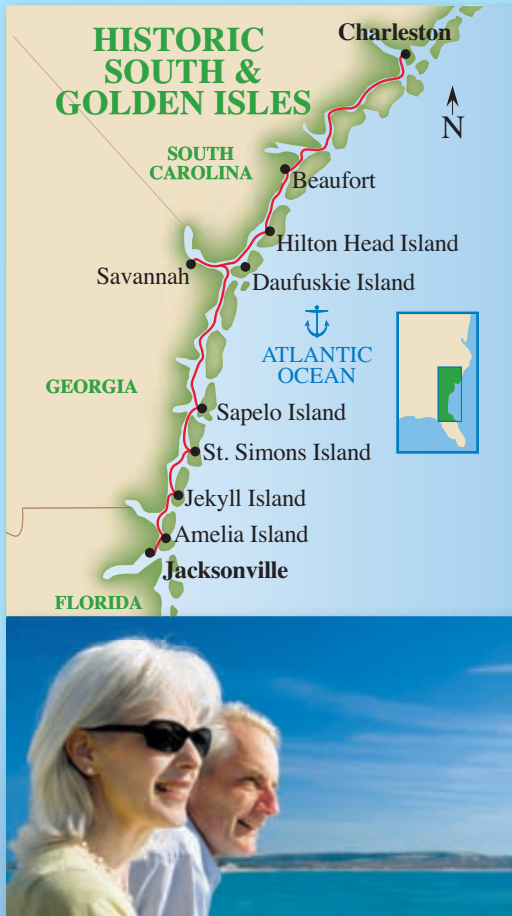 HISTORIC
SOUTH &
GOLDEN ISLES
Charleston
N
SOUTH
CAROLINA
Beaufort
Hilton Head Island
Savannah
Daufuskie Island
ATLANTIC
OCEAN
GEORGIA
Sapelo Island
St. Simons Island
Jekyll Island
Amelia Island
Jacksonville
FLORIDA